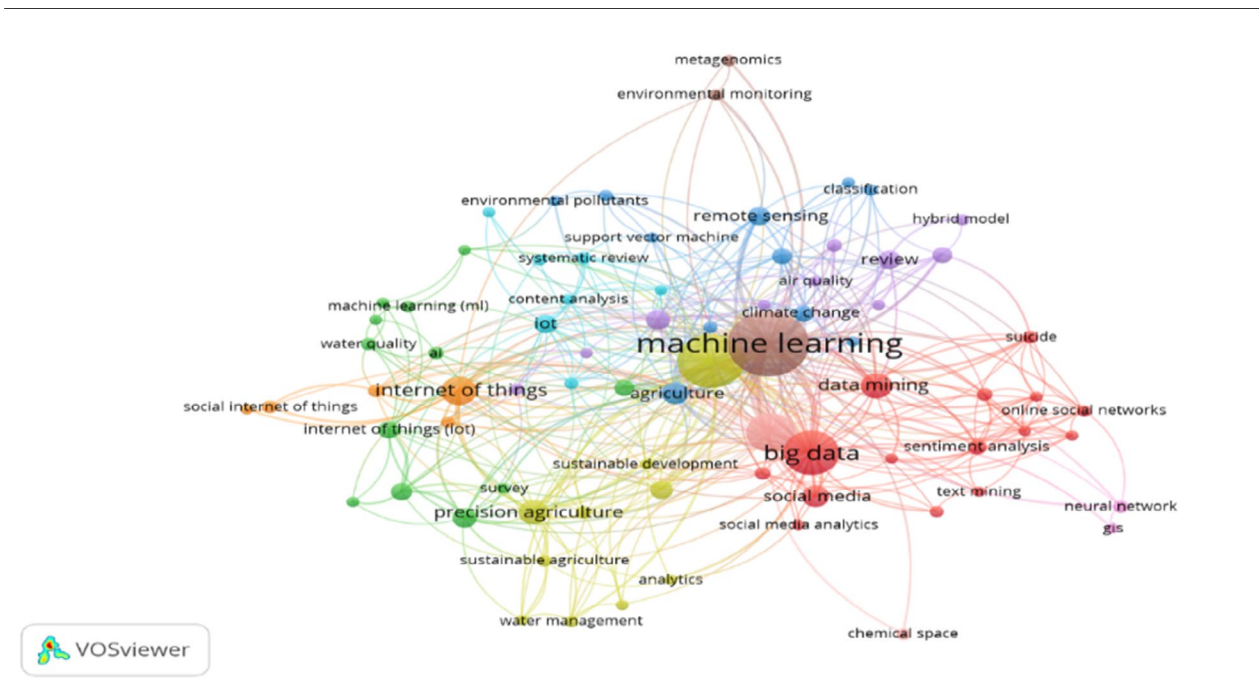 metagenomics
environmental monitoring
classification
environmental pollutants
remote sensing
hybrid model
support vector machine
systematic review
review
air quality
content analysis
machine learning (ml)
climate change
iot
suicide
water quality
machine learning
ai
data mining
internet of things
agriculture
social internet of things
online social networks
internet of things (iot)
sentiment analysis
big data
sustainable development
survey
text mining
social media
neural network
precision agriculture
social media analytics
gis
sustainable agriculture
analytics
water management
chemical space
VOSviewer